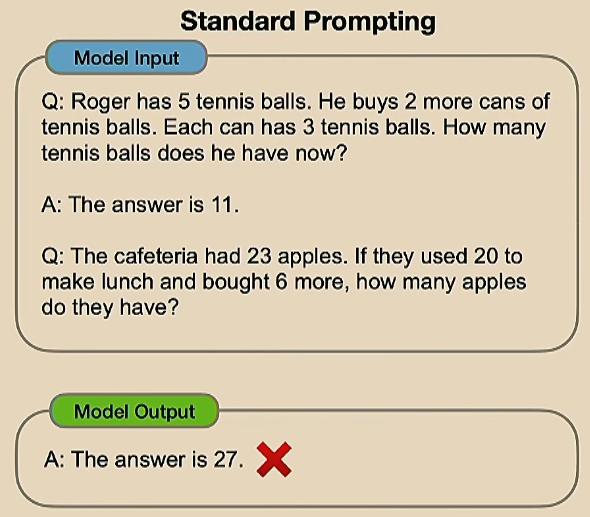 Standard Prompting
Model Input
Q: Roger has 5 tennis balls. He buys 2 more cans of
tennis balls. Each can has 3 tennis balls. How many
tennis balls does he have now?
A: The answer is 11.
Q: The cafeteria had 23 apples. If they used 20 to
make lunch and bought 6 more, how many apples
do they have?
Model Output
A: The answer is 27.